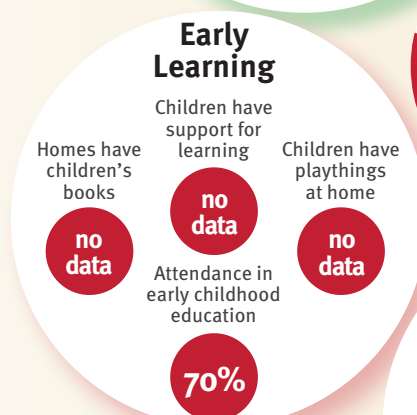 Early
Learning
Children have
support for
learning
no
data
Homes have
children's
books
no
data
Children have
playthings
at home
no
data
Attendance in
early childhood
education
70%